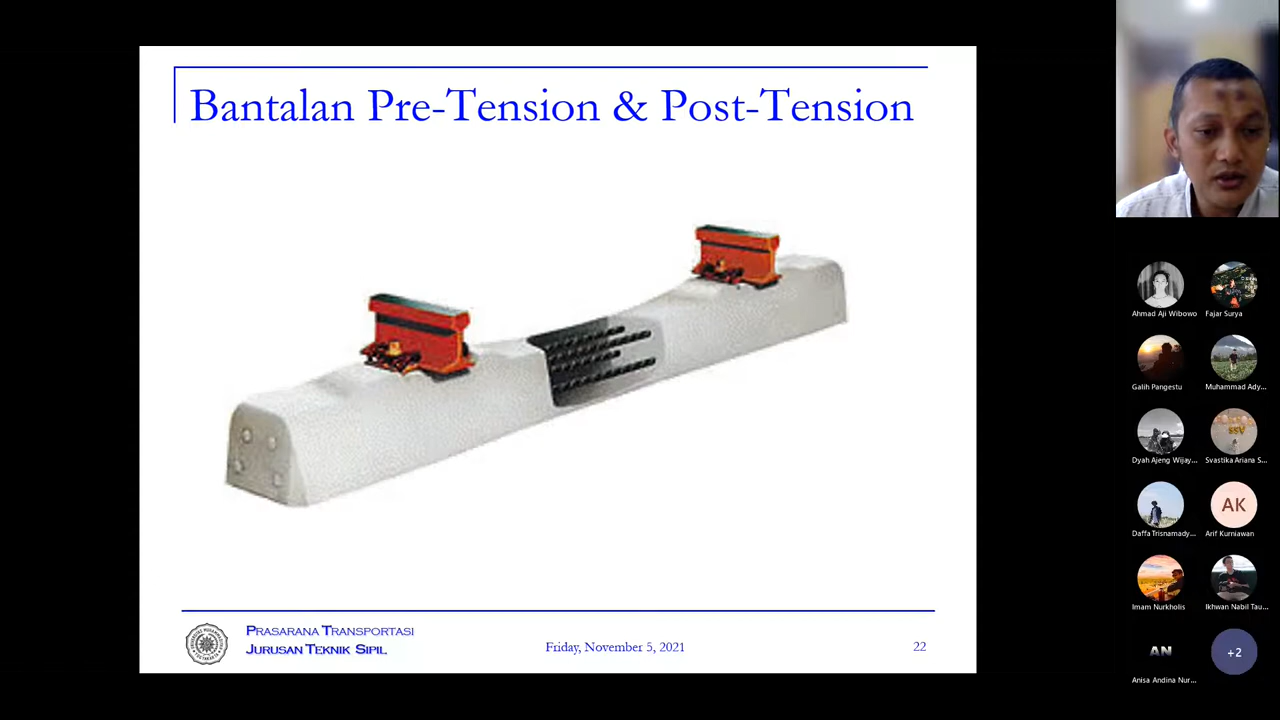 Bantalan Pre-Tension & Post-Tension
PRASARANA TRANSPORTASI
JURUSAN TEKNIK SIPIL
Friday, November 5, 2021
22
Ahmad Aji Wibowo
Fajar Surya
Galih Pangestu
Muhammad Ady...
Dyah Ajeng Wijay...
Svastika Ariana S...
Daffa Trisnamady...
AK
Arif Kurniawan
Imam Nurkholis
Ikhwan Nabil Tau...
AN
Anisa Andina Nur...
+2